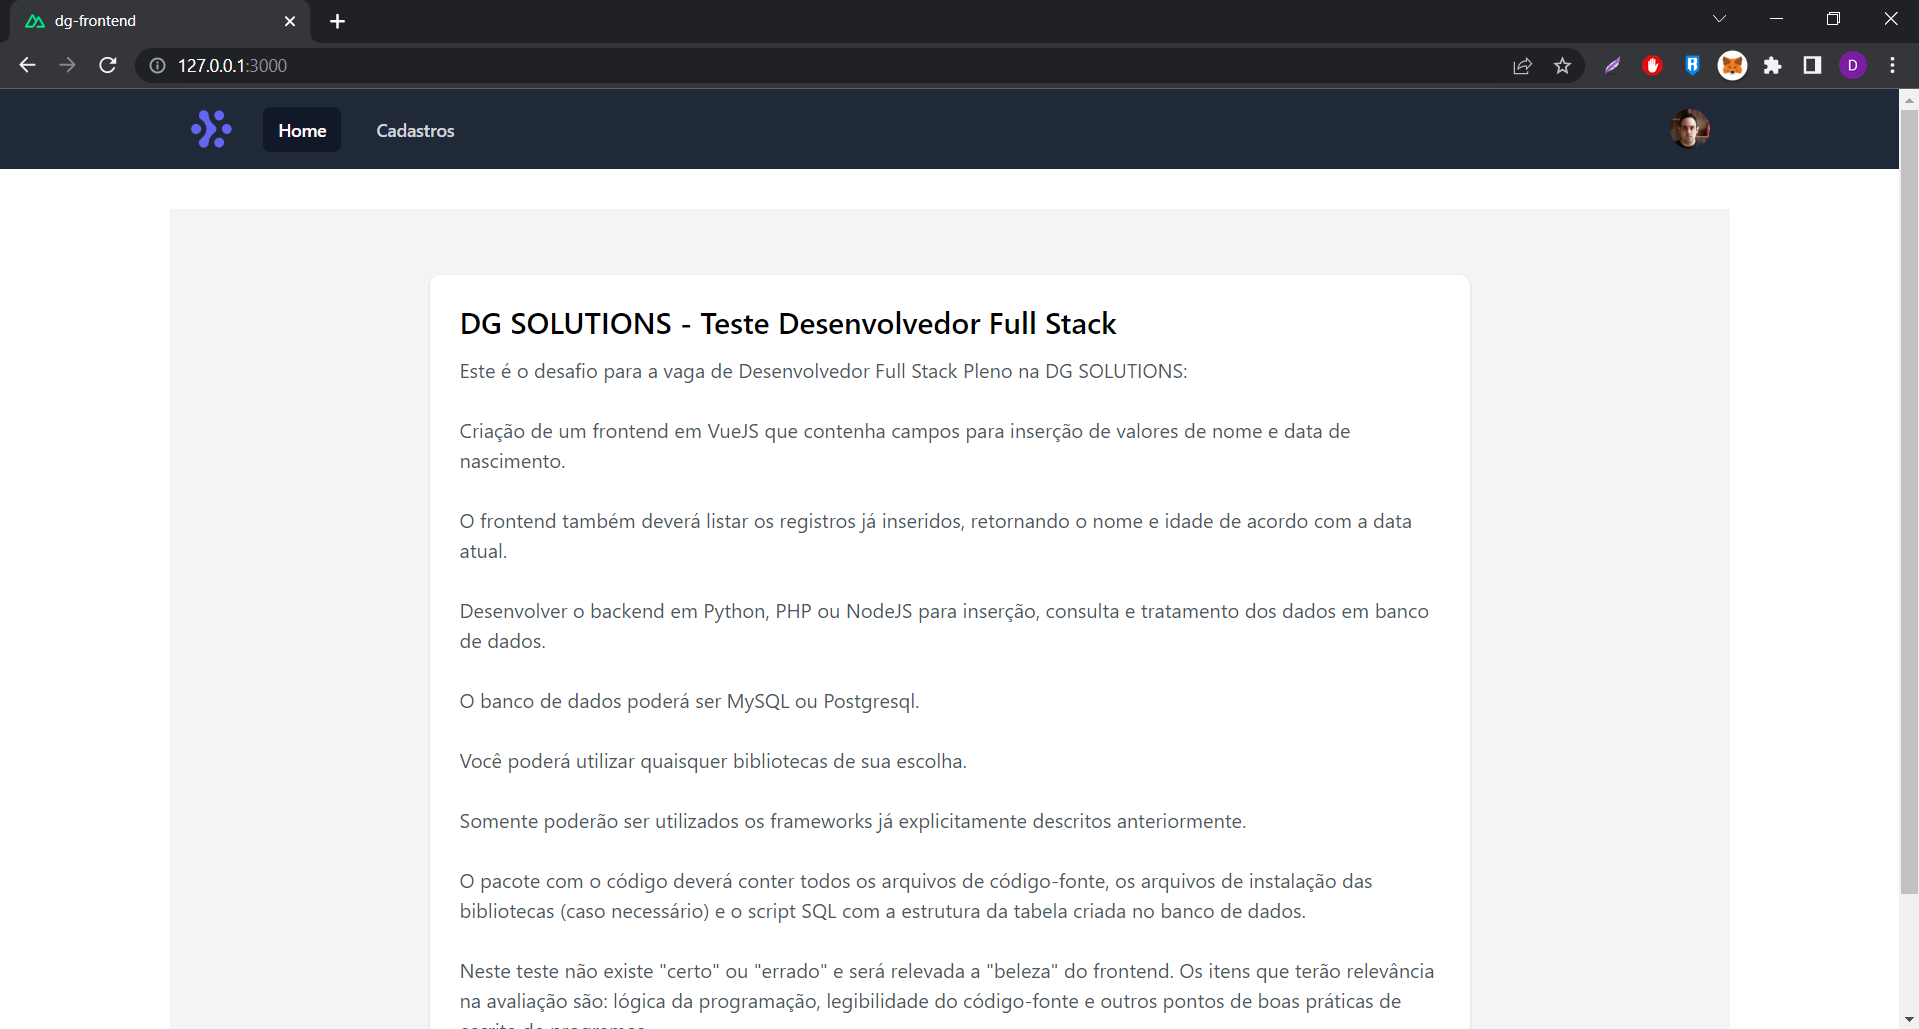 dg-frontend
127.0.0.1:3000
D
Home
Cadastros
DG SOLUTIONS - Teste Desenvolvedor Full Stack
Este é o desafio para a vaga de Desenvolvedor Full Stack Pleno na DG SOLUTIONS:
Criação de um frontend em VueJS que contenha campos para inserção de valores de nome e data de
nascimento.
O frontend também deverá listar os registros já inseridos, retornando o nome e idade de acordo com a data
atual.
Desenvolver o backend em Python, PHP ou NodeJS para inserção, consulta e tratamento dos dados em banco
de dados.
O banco de dados poderá ser MySQL ou Postgresql.
Você poderá utilizar quaisquer bibliotecas de sua escolha.
Somente poderão ser utilizados os frameworks já explicitamente descritos anteriormente.
O pacote com o código deverá conter todos os arquivos de código-fonte, os arquivos de instalação das
bibliotecas (caso necessário) e o script SQL com a estrutura da tabela criada no banco de dados.
Neste teste não existe "certo" ou "errado" e será relevada a "beleza" do frontend. Os itens que terão relevância
na avaliação são: lógica da programação, legibilidade do código-fonte e outros pontos de boas práticas de